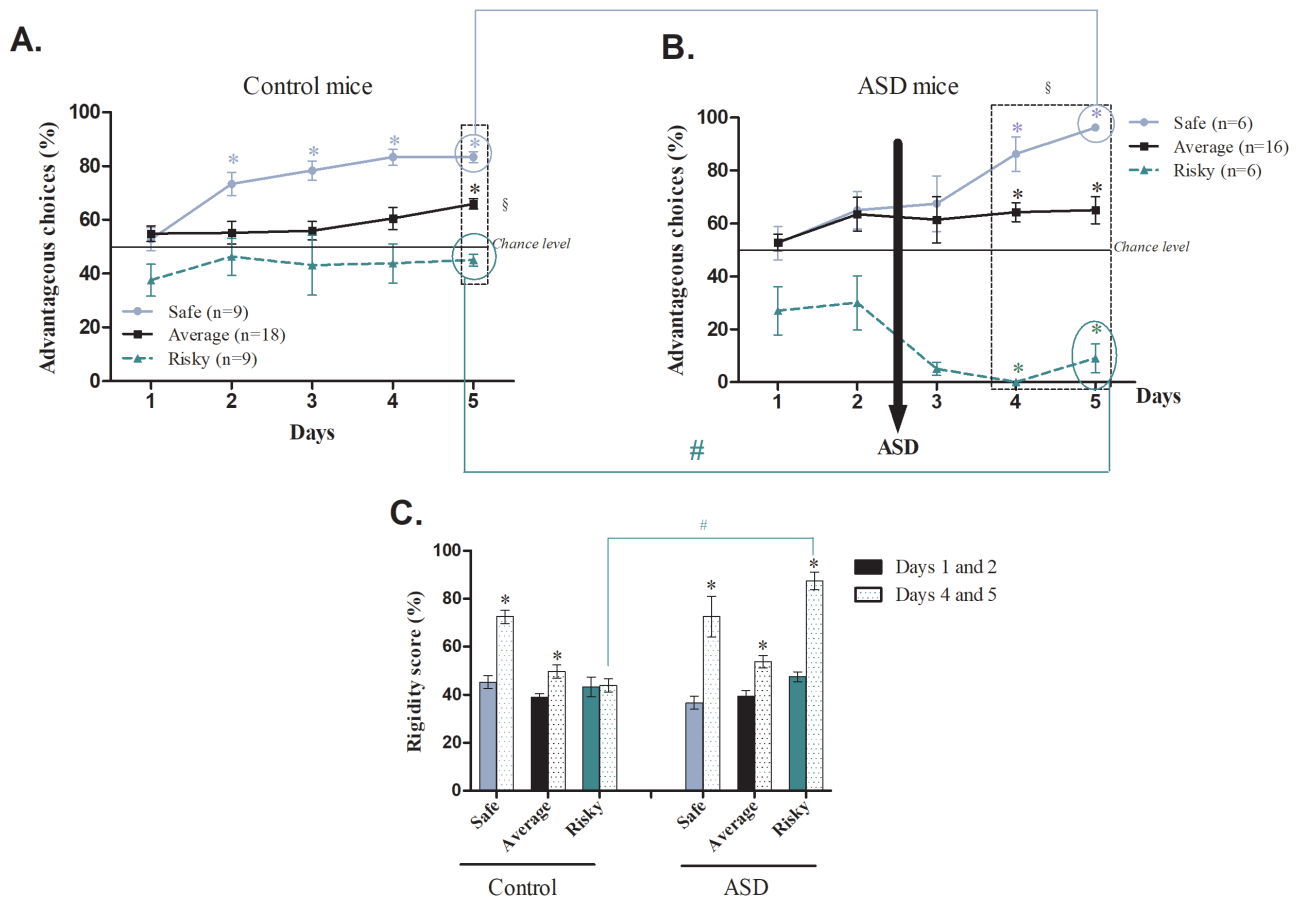 A.
Control mice
Advantageous choices (%)
100
80
60
40
20
0
* * * * *
*
§
Chance level
Safe (n=9)
Average (n=18)
Risky (n=9)
1 2 3 4 5
Days
B.
ASD mice
§
Advantageous choices (%)
100
80
60
40
20
0
* *
* *
* *
Safe (n=6)
Average (n=16)
Risky (n=6)
Chance level
1 2 3 4 5
Days
ASD
#
C.
#
Rigidity score (%)
100
80
60
40
20
0
* * * * *
Days 1 and 2
Days 4 and 5
Safe Average Risky Safe Average Risky
Control ASD